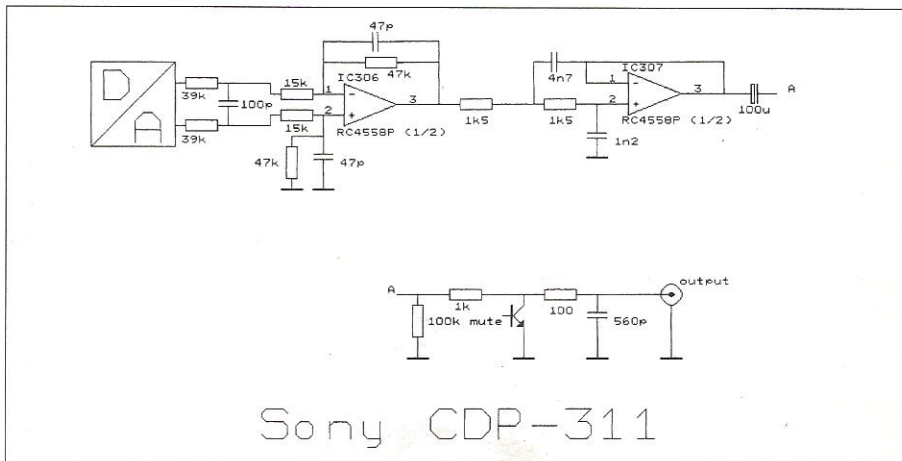 47p
IC306
47k
D
A
39k
15k
100p
39k
15k
1
2
3
RC4558P (1/2)
47k
47p
1k5
1k5
4n7
IC307
1
2
3
RC4558P (1/2)
1n2
100u
A
A
1k
100k
mute
100
560p
output
Sony CDP-311